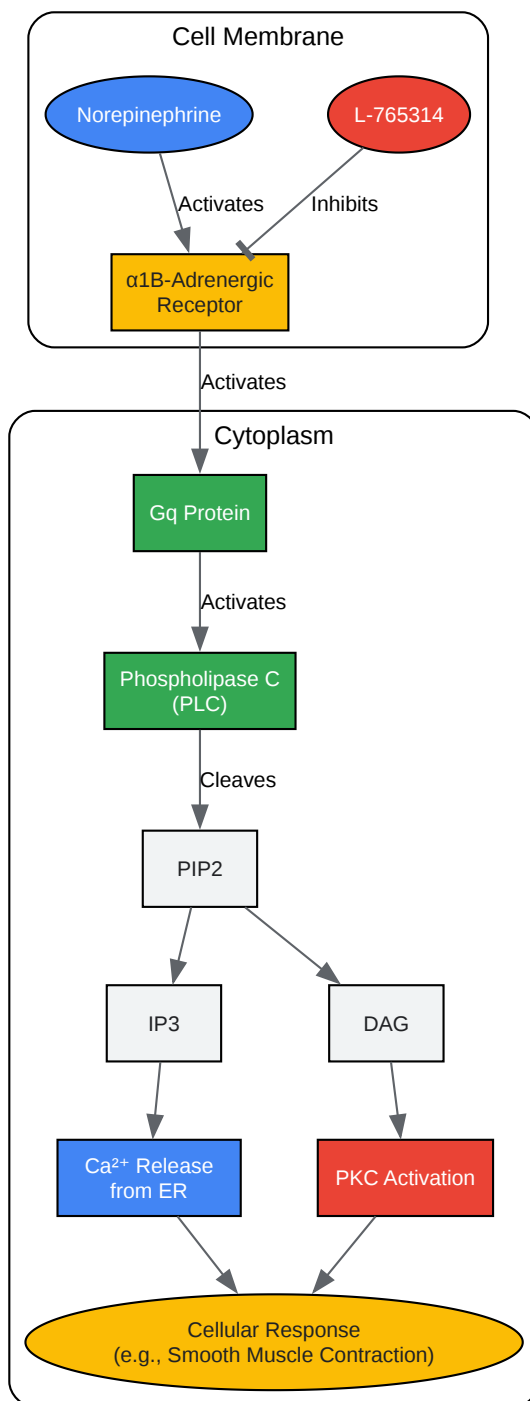 Cell Membrane
Norepinephrine
L-765314
Activates
Inhibits
α1B-Adrenergic
Receptor
Activates
Cytoplasm
Gq Protein
Activates
Phospholipase C
(PLC)
Cleaves
PIP2
IP3
DAG
Ca²⁺ Release
from ER
PKC Activation
Cellular Response
(e.g., Smooth Muscle Contraction)